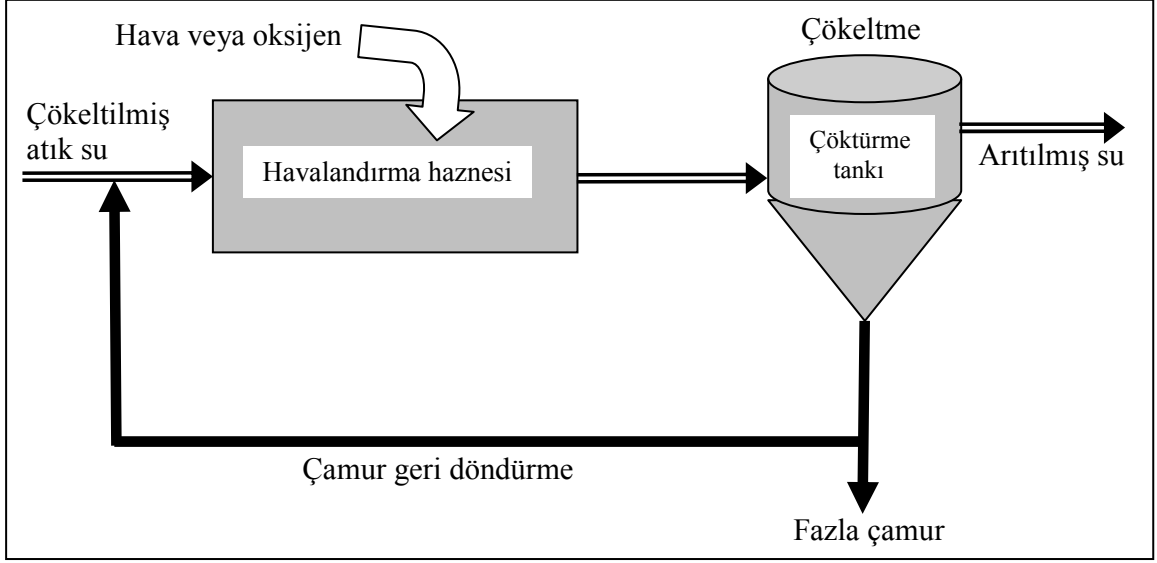 Hava veya oksijen
Çökeltme
Çökeltilmiş
atık su
Havalandırma haznesi
Çöktürme
tankı
Arıtılmış su
Çamur geri döndürme
Fazla çamur